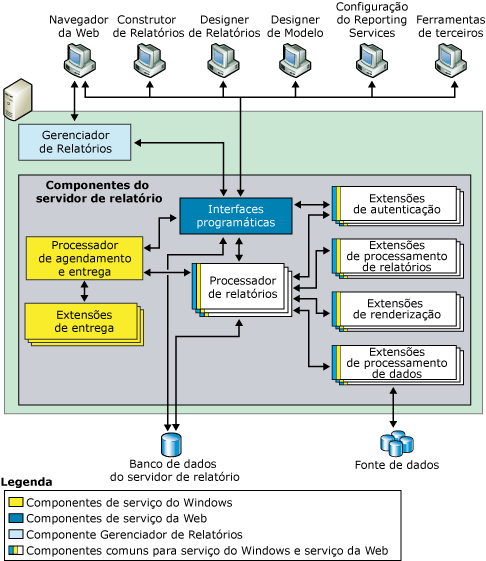 Navegador
da Web
Construtor
de Relatórios
Designer
de Relatórios
Designer
de Modelo
Configuração
do Reporting
Services
Ferramentas
de terceiros
Gerenciador
de Relatórios
Componentes do
servidor de relatório
Interfaces
programáticas
Extensões
de autenticação
Processador
de agendamento
e entrega
Processador
de relatórios
Extensões
de processamento
de relatórios
Extensões
de entrega
Extensões
de renderização
Extensões
de processamento
de dados
Banco de dados
do servidor de relatório
Fonte de dados
Legenda
Componentes de serviço do Windows
Componentes de serviço da Web
Componente Gerenciador de Relatórios
Componentes comuns para serviço do Windows e serviço da Web